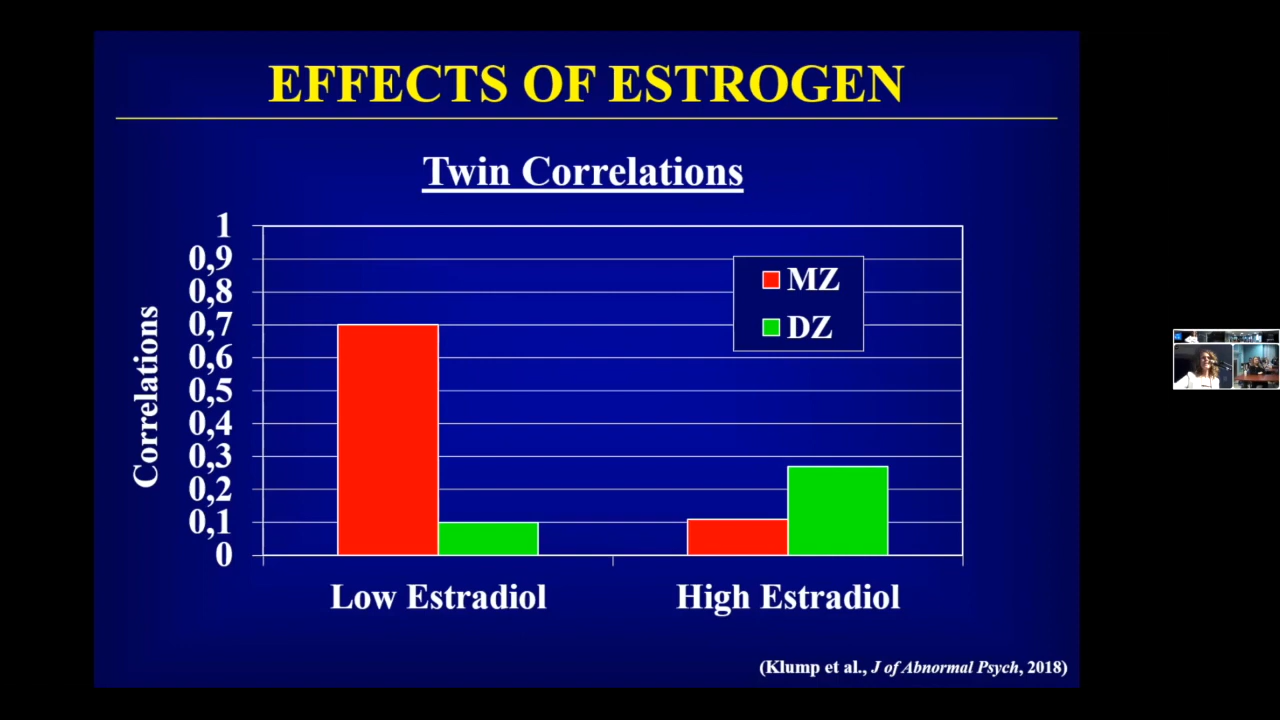 EFFECTS OF ESTROGEN
Twin Correlations
Correlations
1
0,9
0,8
0,7
0,6
0,5
0,4
0,3
0,2
0,1
0
MZ
DZ
Low Estradiol
High Estradiol
(Klump et al., J of Abnormal Psych, 2018)